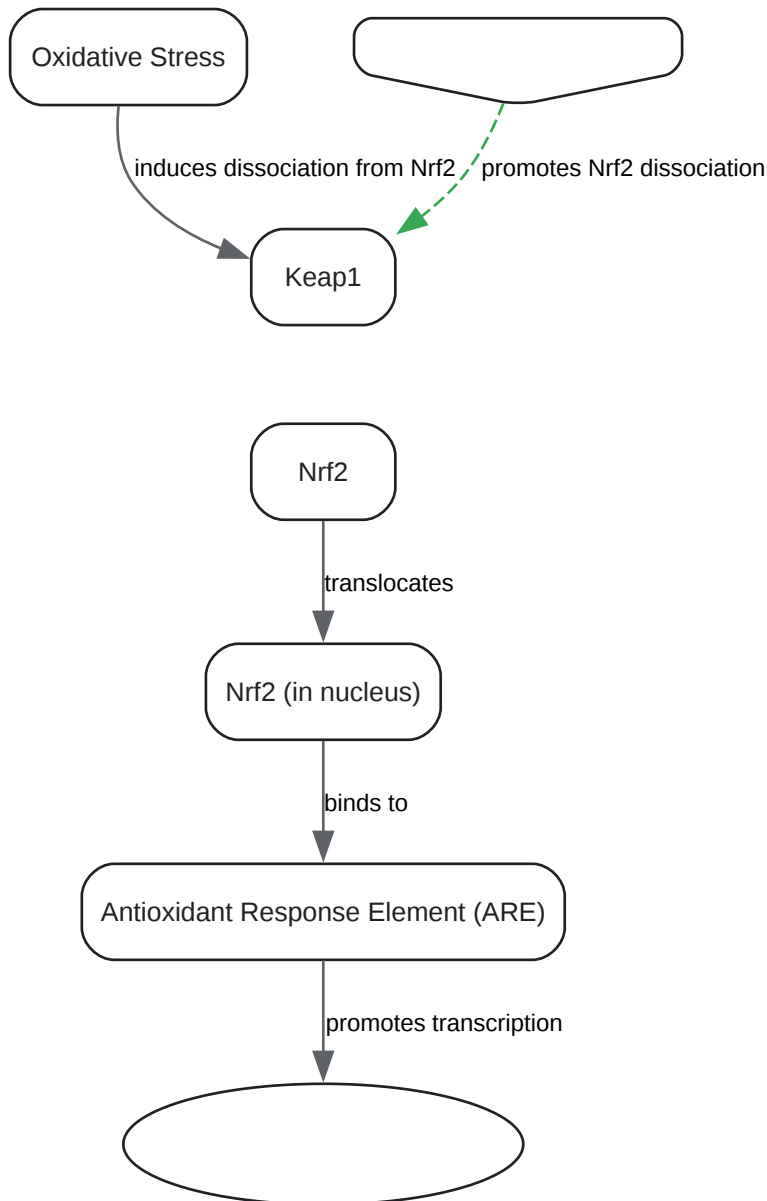 Oxidative Stress
induces dissociation from Nrf2
promotes Nrf2 dissociation
Keap1
Nrf2
translocates
Nrf2 (in nucleus)
binds to
Antioxidant Response Element (ARE)
promotes transcription